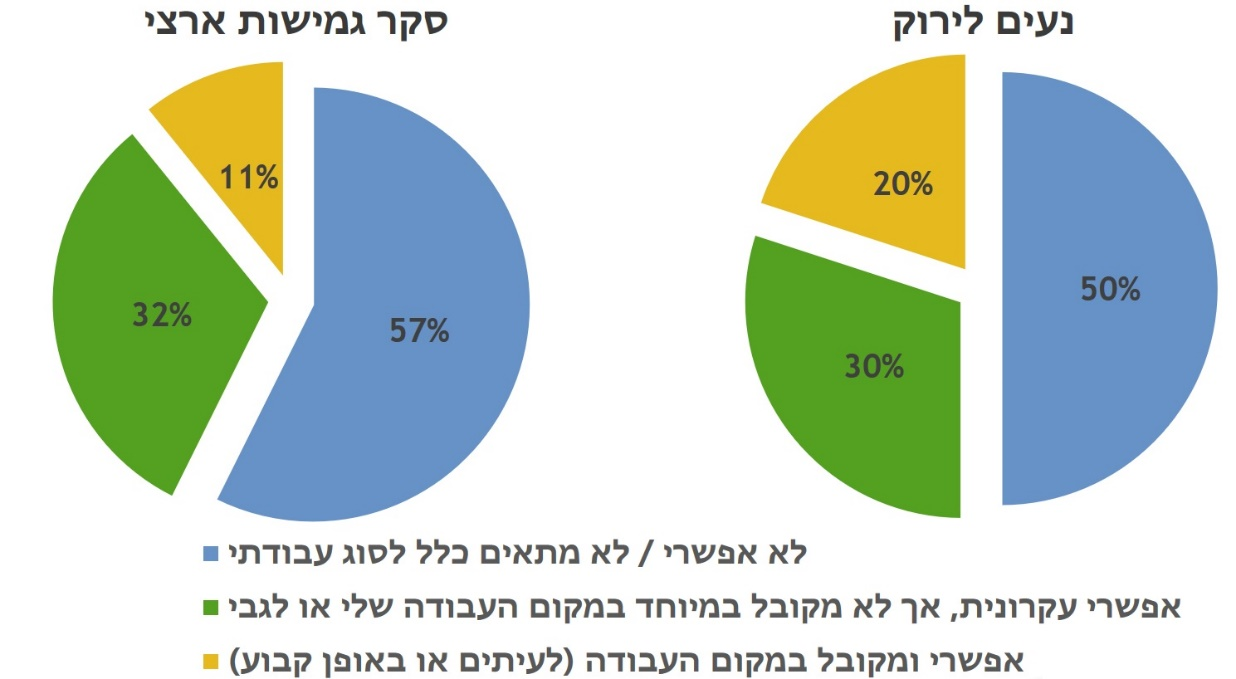 נעים לירוק
20%
50%
30%
סקר גמישות ארצי
11%
32%
57%
לא אפשרי / לא מתאים כלל לסוג עבודתי
אפשרי עקרונית, אך לא מקובל במיוחד במקום העבודה שלי או לגבי
אפשרי ומקובל במקום העבודה (לעיתים או באופן קבוע)